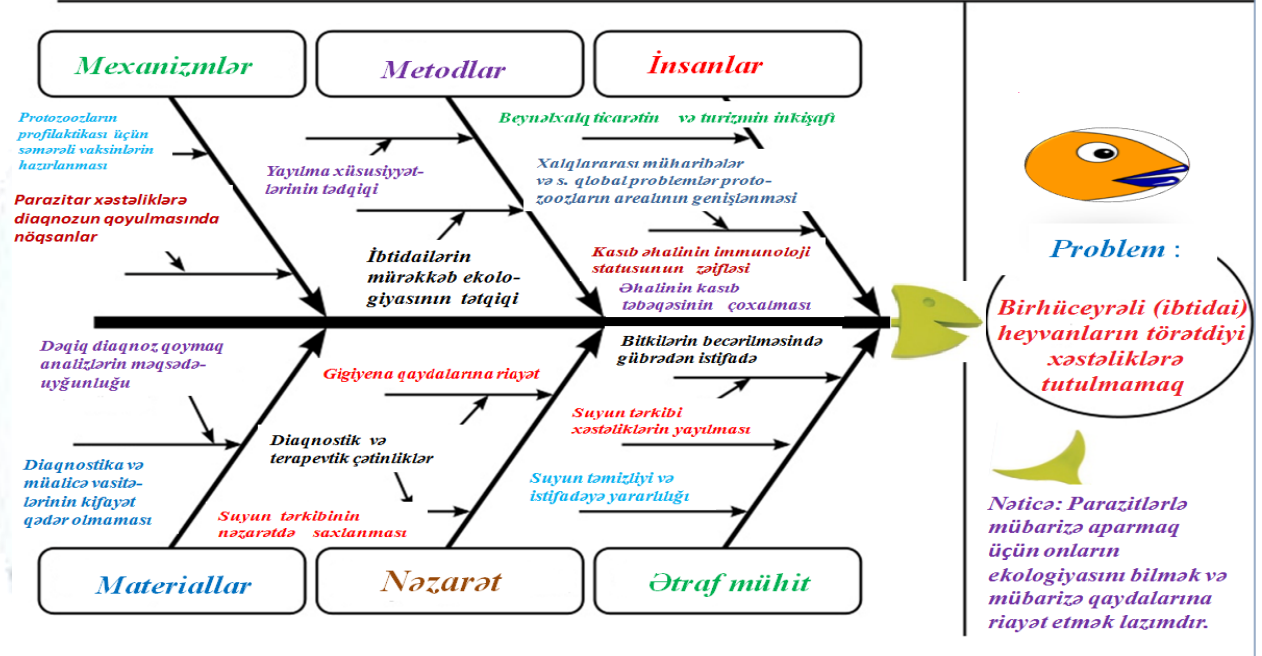 Mexanizmlər
Metodlar
İnsanlar
Protozoozların
profilaktikası üçün
səmərəli vaksinlərin
hazırlanması
Parazitar xəstəliklərə
diaqnozun qoyulmasında
nöqsanlar
Yayılma xüsusiyyət-
lərinin tədqiqi
İbtidailərin
mürəkkəb ekolo-
giyasının tətqiqi
Beynəlxalq ticarətin və turizmin inkişafı
Xalqlararası müharibələr
və s. qlobal problemlər proto-
zoozların arealının genişlənməsi
Kasıb əhalinin immunoloji
statusunun zəifləsi
Əhalinin kasıb
təbəqəsinin çoxalması
Problem :
Birhüceyrəli (ibtidai)
heyvanların törətdiyi
xəstəliklərə
tutulmamaq
Dəqiq diaqnoz qoymaq
analizlərin məqsədə-
uyğunluğu
Diaqnostika və
müalicə vasitə-
lərinin kifayət
qədər olmaması
Gigiyena qaydalarına riayət
Diaqnostik və
terapevtik çətinliklər
Suyun tərkibinin
nəzarətdə saxlanması
Bitkilərin becərilməsində
gübrədən istifadə
Suyun tərkibi
xəstəliklərin yayılması
Suyun təmizliyi və
istifadəyə yararlılığı
Materiallar
Nəzarət
Ətraf mühit
Nəticə: Parazitlərlə
mübarizə aparmaq
üçün onların
ekologiyasını bilmək və
mübarizə qaydalarına
riayət etmək lazımdır.